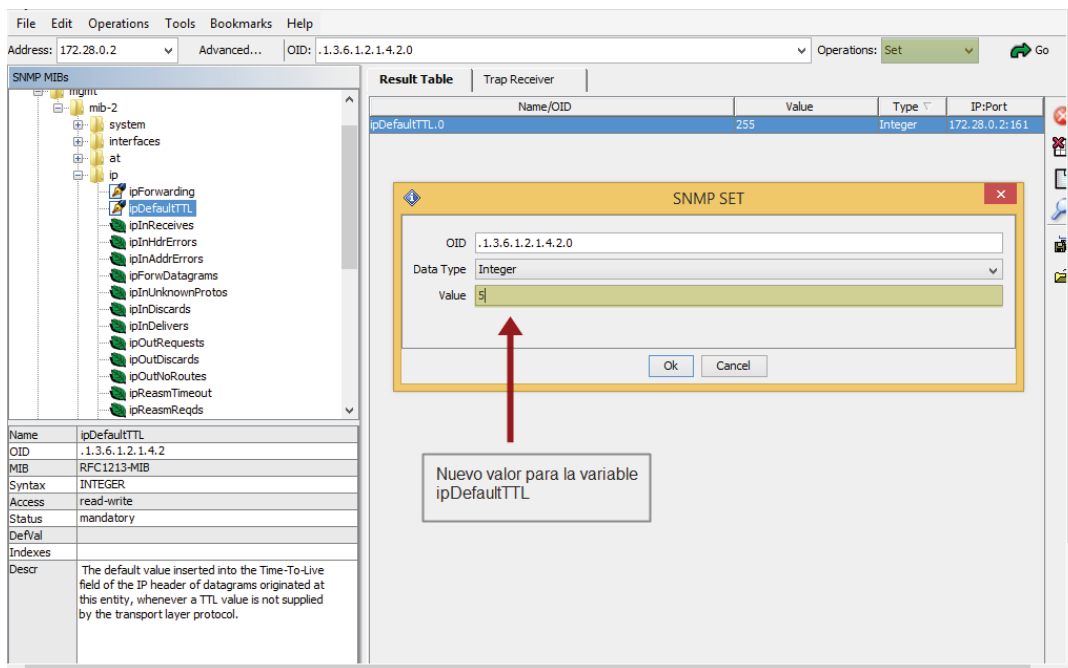 File Edit Operations Tools Bookmarks Help
Address: 172.28.0.2 Advanced... OID: .1.3.6.1.2.1.4.2.0 Operations: Set Go
SNMP MIBs
mgmt
mib-2
system
interfaces
at
ip
ipForwarding
ipDefaultTTL
ipInReceives
ipInHdrErrors
ipInAddrErrors
ipForwDatagrams
ipInUnknownProtos
ipInDiscards
ipInDelivers
ipOutRequests
ipOutDiscards
ipOutNoRoutes
ipReasmTimeout
ipReasmReqds
Name ipDefaultTTL
OID .1.3.6.1.2.1.4.2
MIB RFC1213-MIB
Syntax INTEGER
Access read-write
Status mandatory
DefVal
Indexes
Descr The default value inserted into the Time-To-Live
field of the IP header of datagrams originated at
this entity, whenever a TTL value is not supplied
by the transport layer protocol.
Result Table Trap Receiver
Name/OID Value Type IP:Port
ipDefaultTTL.0 255 Integer 172.28.0.2:161
SNMP SET
OID .1.3.6.1.2.1.4.2.0
Data Type Integer
Value 5
Ok Cancel
Nuevo valor para la variable
ipDefaultTTL